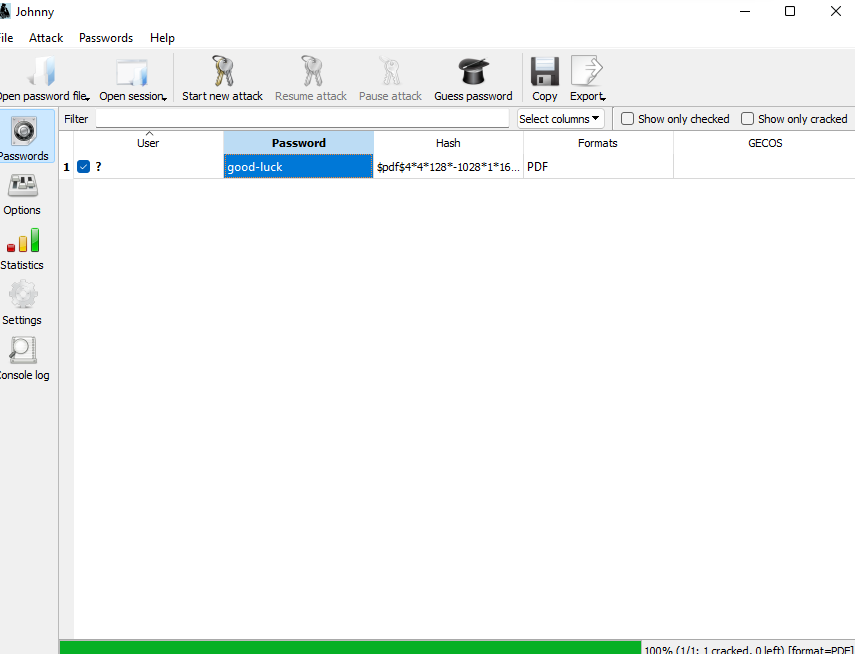 Johnny
ile Attack Passwords Help
pen password file Open session Start new attack Resume attack Pause attack Guess password Copy Export
Filter Select columns Show only checked Show only cracked
User Password Hash Formats GECOS
1 ? good-luck $pdf$4*4*128*-1028*1*16... PDF
Passwords
Options
Statistics
Settings
onsole log
100% (1/1: 1 cracked, 0 left) [format=PDF]